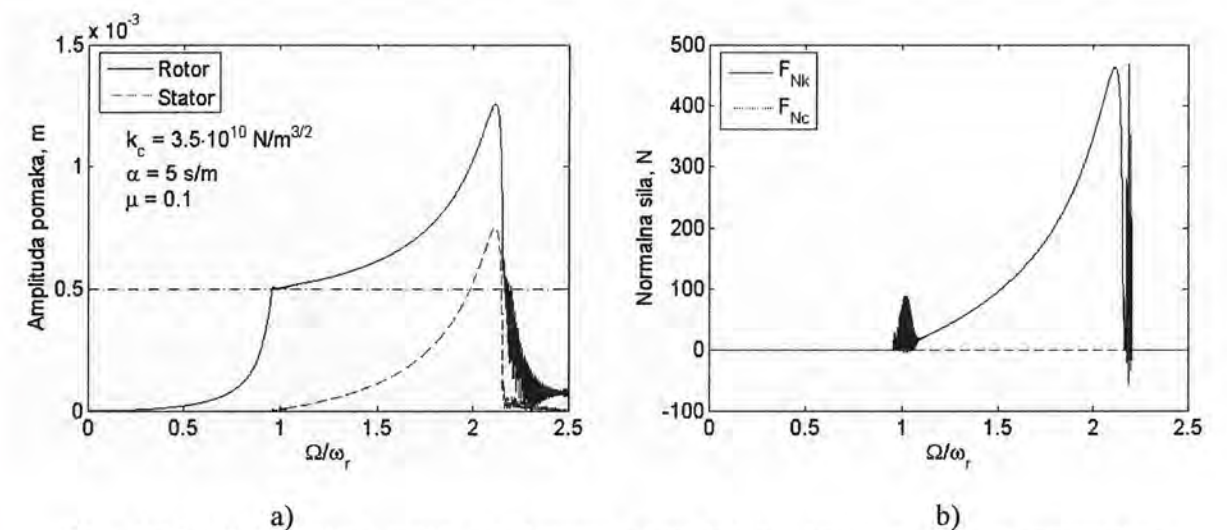 x 10⁻³
1.5
1
0.5
0
Amplituda pomaka, m
Rotor
Stator
k_c = 3.5·10¹⁰ N/m^3/2
α = 5 s/m
μ = 0.1
0 0.5 1 1.5 2 2.5
Ω/ω_r
a)
500
400
300
200
100
0
-100
Normalna sila, N
F_Nk
F_Nc
0 0.5 1 1.5 2 2.5
Ω/ω_r
b)